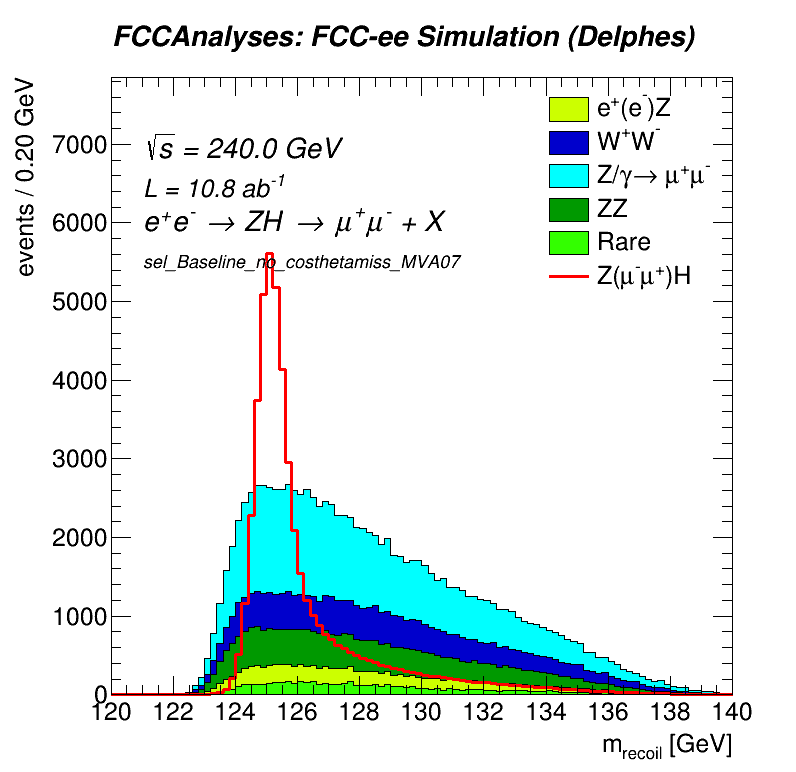 FCCAnalyses: FCC-ee Simulation (Delphes)
events / 0.20 GeV
√s = 240.0 GeV
L = 10.8 ab⁻¹
e⁺e⁻ → ZH → μ⁺μ⁻ + X
sel_Baseline_no_costhetamiss_MVA07
e⁺(e⁻)Z
W⁺W⁻
Z/γ→ μ⁺μ⁻
ZZ
Rare
Z(μ⁻μ⁺)H
7000
6000
5000
4000
3000
2000
1000
0
120 122 124 126 128 130 132 134 136 138 140
m_recoil [GeV]